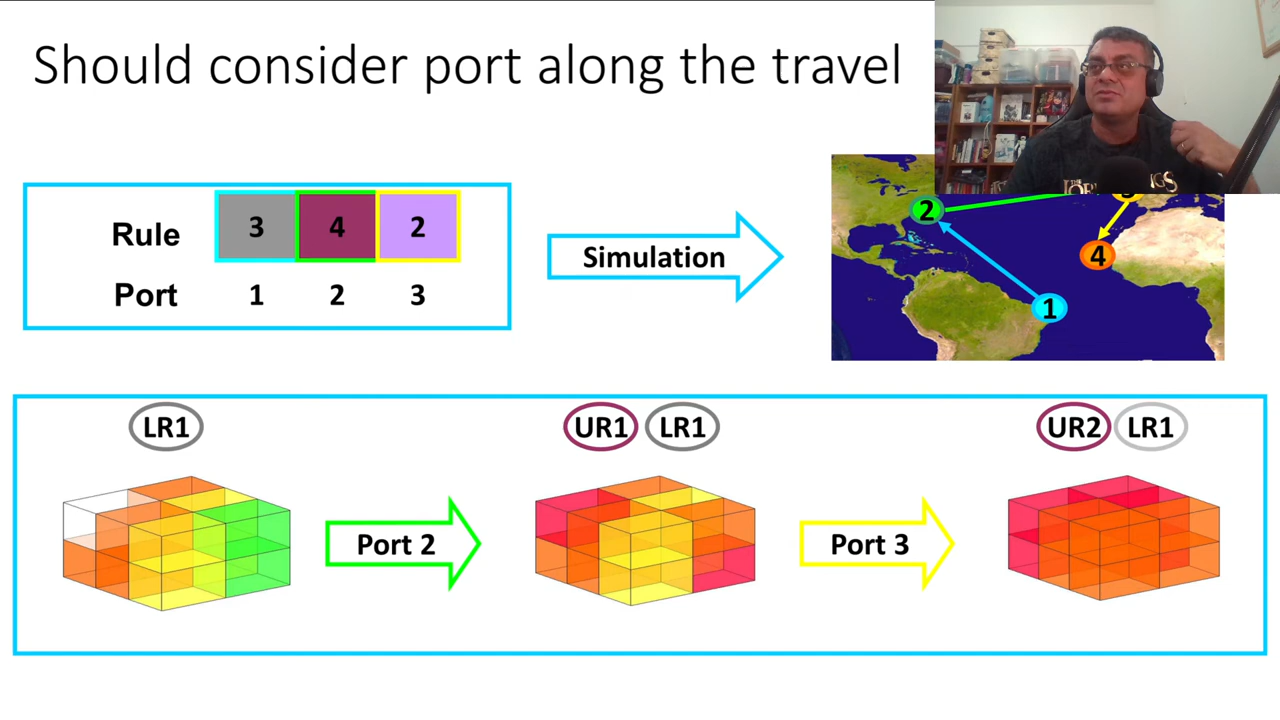 Should consider port along the travel
Rule 3 4 2
Port 1 2 3
Simulation
2
4
1
LR1
UR1 LR1
UR2 LR1
Port 2
Port 3